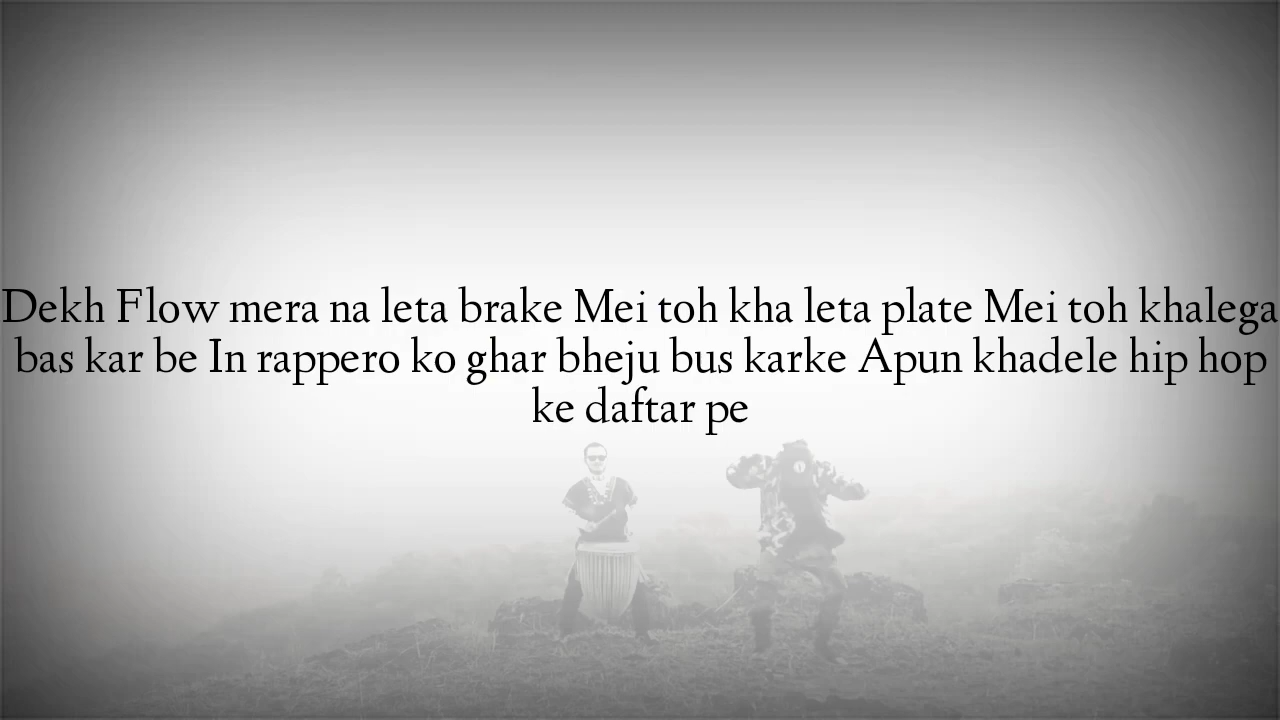 Dekh Flow mera na leta brake Mei toh kha leta plate Mei toh khalega
bas kar be In rappero ko ghar bheju bus karke Apun khadele hip hop
ke daftar pe